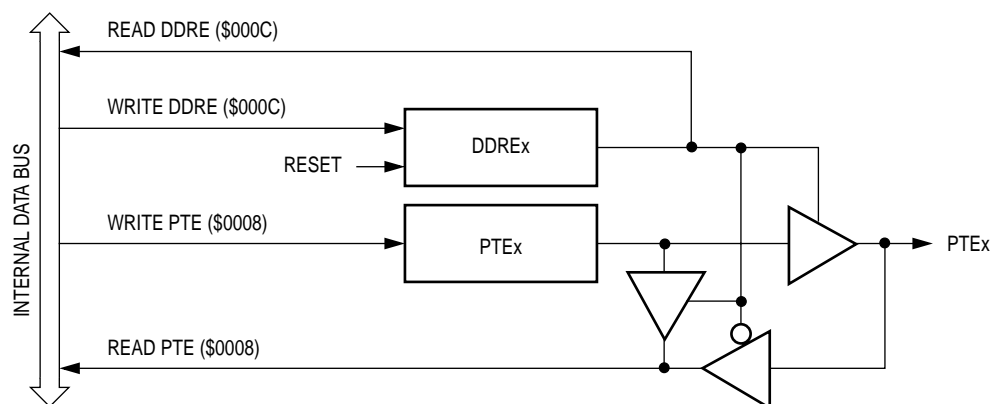 READ DDRE ($000C)
WRITE DDRE ($000C)
DDREx
RESET
WRITE PTE ($0008)
PTEx
PTEx
READ PTE ($0008)
INTERNAL DATA BUS